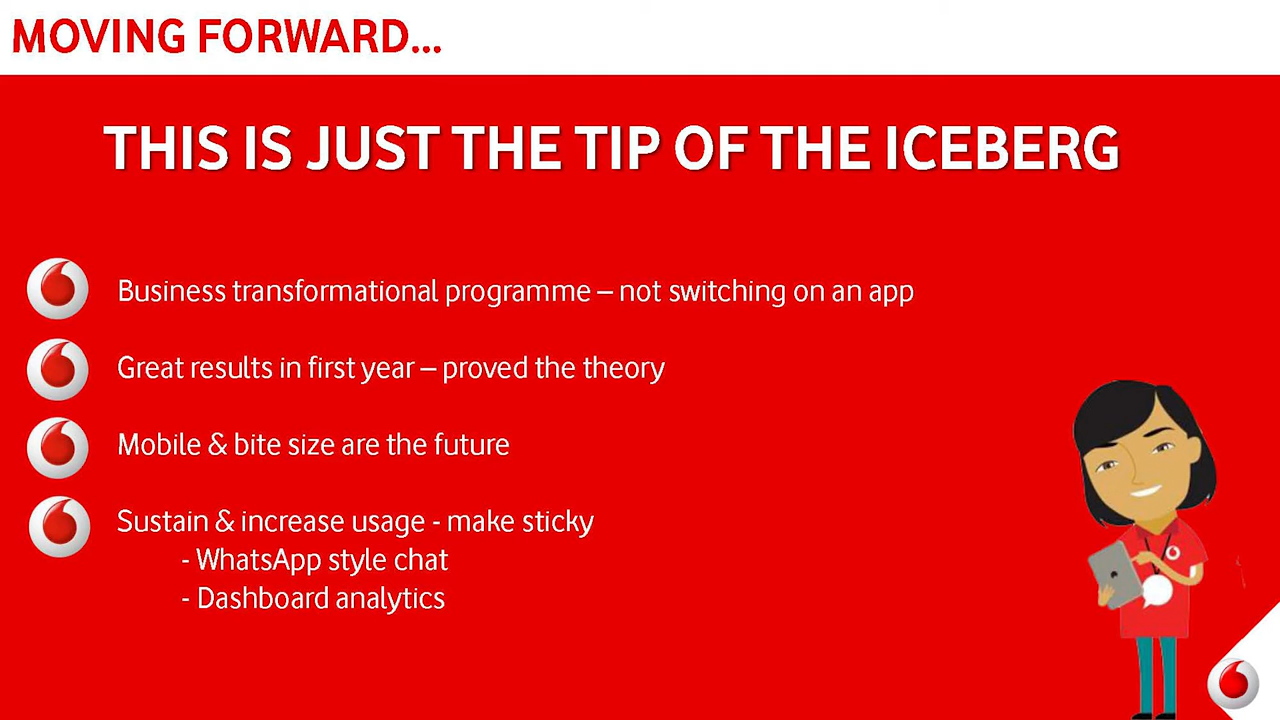 MOVING FORWARD...
THIS IS JUST THE TIP OF THE ICEBERG
Business transformational programme – not switching on an app
Great results in first year – proved the theory
Mobile & bite size are the future
Sustain & increase usage - make sticky
- WhatsApp style chat
- Dashboard analytics